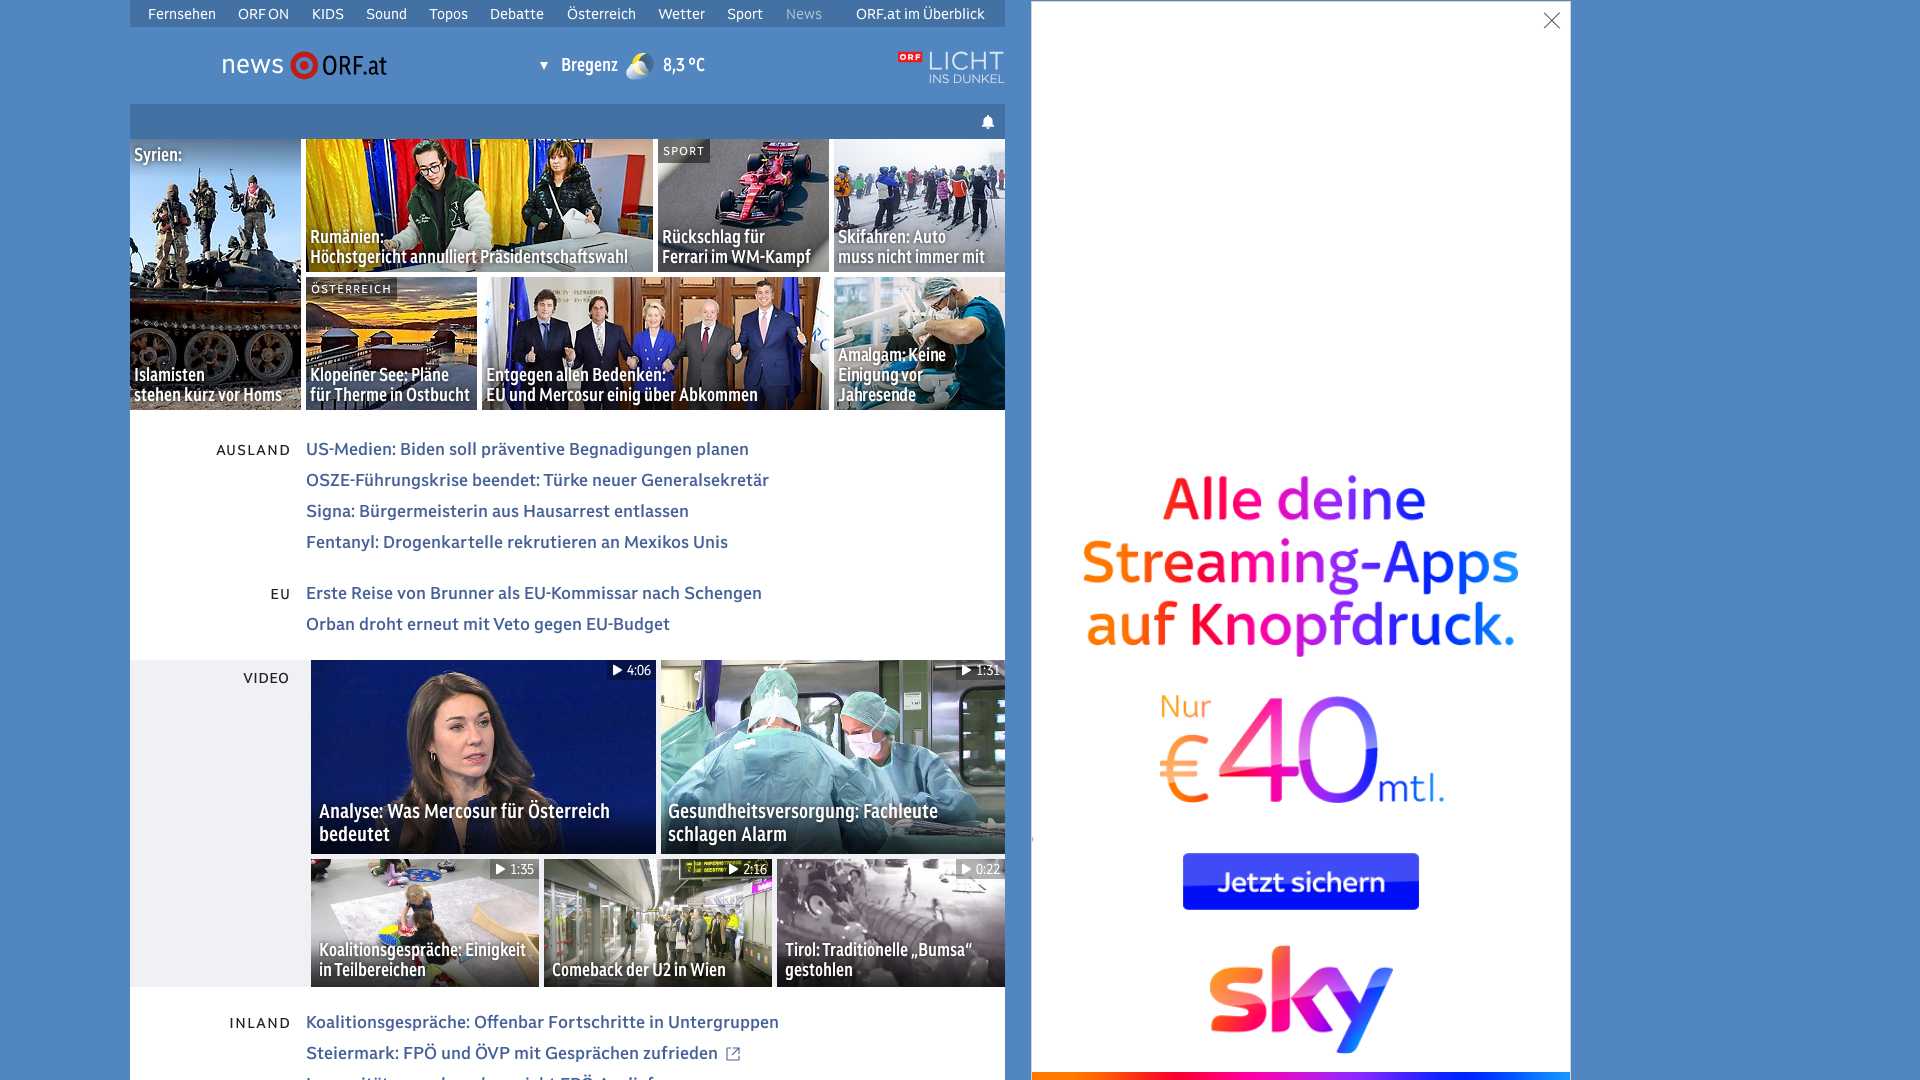 Fernsehen ORF ON KIDS Sound Topos Debatte Österreich Wetter Sport News ORF.at im Überblick
news ORF.at
Bregenz 8,3 °C
ORF LICHT
INS DUNKEL
Syrien:
Islamisten
stehen kurz vor Homs
Rumänien:
Höchstgericht annulliert Präsidentschaftswahl
SPORT
Rückschlag für
Ferrari im WM-Kampf
Skifahren: Auto
muss nicht immer mit
ÖSTERREICH
Klopeiner See: Pläne
für Therme in Ostbucht
Entgegen allen Bedenken:
EU und Mercosur einig über Abkommen
Amalgam: Keine
Einigung vor
Jahresende
AUSLAND
US-Medien: Biden soll präventive Begnadigungen planen
OSZE-Führungskrise beendet: Türke neuer Generalsekretär
Signa: Bürgermeisterin aus Hausarrest entlassen
Fentanyl: Drogenkartelle rekrutieren an Mexikos Unis
EU
Erste Reise von Brunner als EU-Kommissar nach Schengen
Orban droht erneut mit Veto gegen EU-Budget
VIDEO
4:06
Analyse: Was Mercosur für Österreich
bedeutet
1:31
Gesundheitsversorgung: Fachleute
schlagen Alarm
1:35
Koalitionsgespräche: Einigkeit
in Teilbereichen
2:16
Comeback der U2 in Wien
0:22
Tirol: Traditionelle „Bumsa“
gestohlen
INLAND
Koalitionsgespräche: Offenbar Fortschritte in Untergruppen
Steiermark: FPÖ und ÖVP mit Gesprächen zufrieden
Alle deine
Streaming-Apps
auf Knopfdruck.
Nur
€40 mtl.
Jetzt sichern
sky